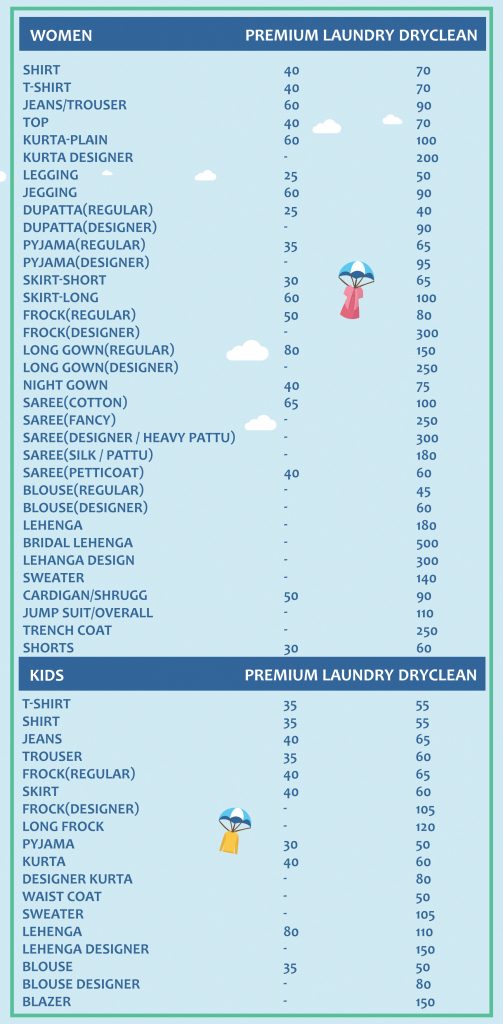 WOMEN PREMIUM LAUNDRY DRYCLEAN
SHIRT 40 70
T-SHIRT 40 70
JEANS/TROUSER 60 90
TOP 40 70
KURTA-PLAIN 60 100
KURTA DESIGNER - 200
LEGGING 25 50
JEGGING 60 90
DUPATTA(REGULAR) 25 40
DUPATTA(DESIGNER) - 90
PYJAMA(REGULAR) 35 65
PYJAMA(DESIGNER) - 95
SKIRT-SHORT 30 65
SKIRT-LONG 60 100
FROCK(REGULAR) 50 80
FROCK(DESIGNER) - 300
LONG GOWN(REGULAR) 80 150
LONG GOWN(DESIGNER) - 250
NIGHT GOWN 40 75
SAREE(COTTON) 65 100
SAREE(FANCY) - 250
SAREE(DESIGNER / HEAVY PATTU) - 300
SAREE(SILK / PATTU) - 180
SAREE(PETTICOAT) 40 60
BLOUSE(REGULAR) - 45
BLOUSE(DESIGNER) - 60
LEHENGA - 180
BRIDAL LEHENGA - 500
LEHANGA DESIGN - 300
SWEATER - 140
CARDIGAN/SHRUGG 50 90
JUMP SUIT/OVERALL - 110
TRENCH COAT - 250
SHORTS 30 60
KIDS PREMIUM LAUNDRY DRYCLEAN
T-SHIRT 35 55
SHIRT 35 55
JEANS 40 65
TROUSER 35 60
FROCK(REGULAR) 40 65
SKIRT 40 60
FROCK(DESIGNER) - 105
LONG FROCK - 120
PYJAMA 30 50
KURTA 40 60
DESIGNER KURTA - 80
WAIST COAT - 50
SWEATER - 105
LEHENGA 80 110
LEHENGA DESIGNER - 150
BLOUSE 35 50
BLOUSE DESIGNER - 80
BLAZER - 150